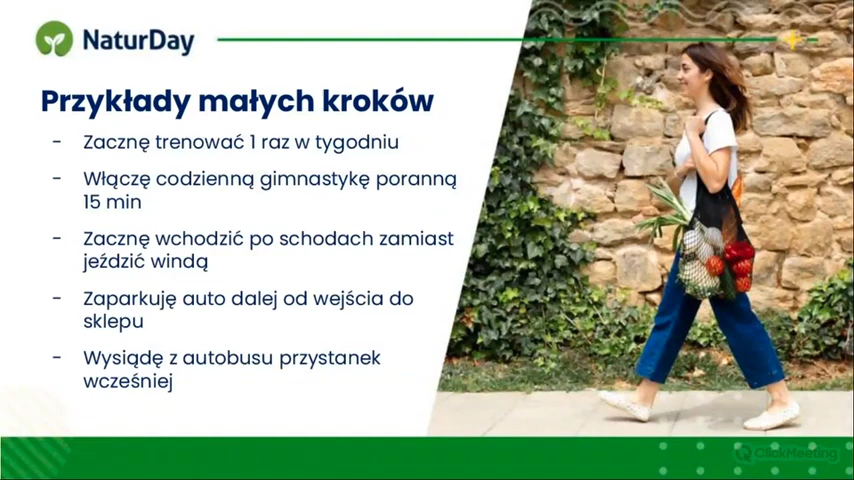 NaturDay
Przykłady małych kroków
- Zacznę trenować 1 raz w tygodniu
- Włączę codzienną gimnastykę poranną
15 min
- Zacznę wchodzić po schodach zamiast
jeździć windą
- Zaparkuję auto dalej od wejścia do
sklepu
- Wysiądę z autobusu przystanek
wcześniej
ClickMeeting